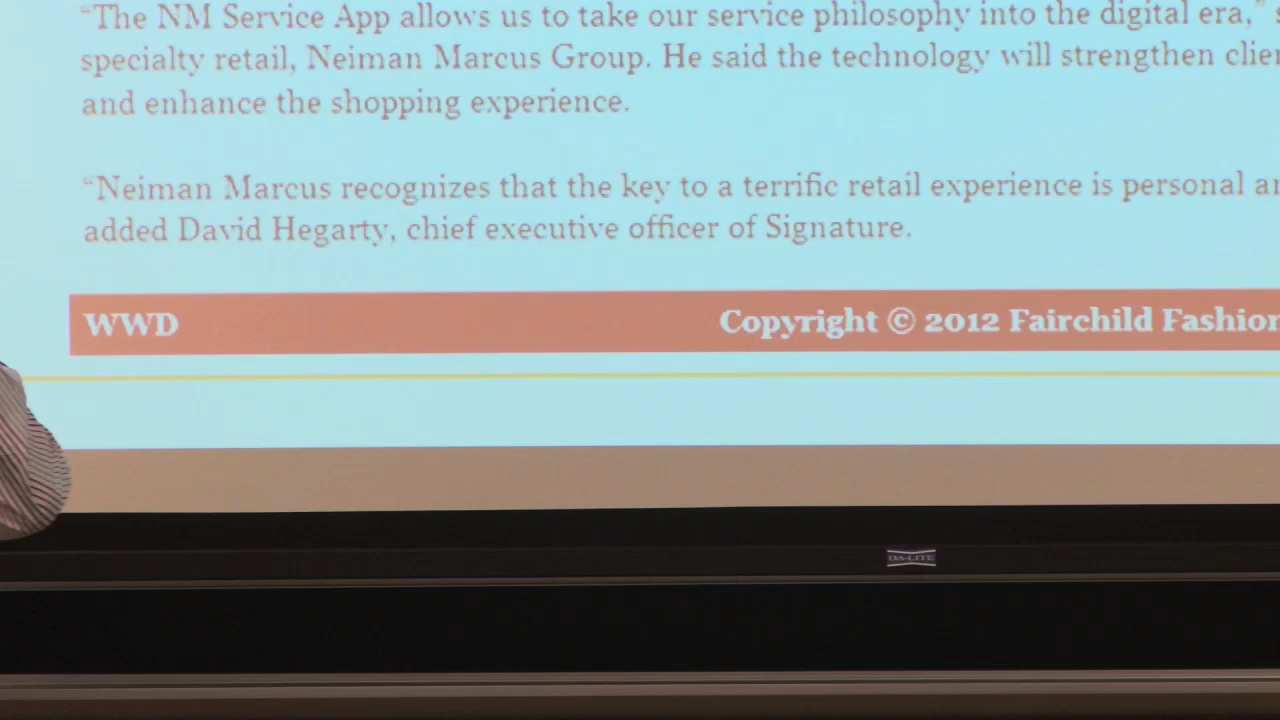 “The NM Service App allows us to take our service philosophy into the digital era,”
specialty retail, Neiman Marcus Group. He said the technology will strengthen
and enhance the shopping experience.
“Neiman Marcus recognizes that the key to a terrific retail experience is personal
added David Hegarty, chief executive officer of Signature.
WWD
Copyright © 2012 Fairchild
DA-LITE